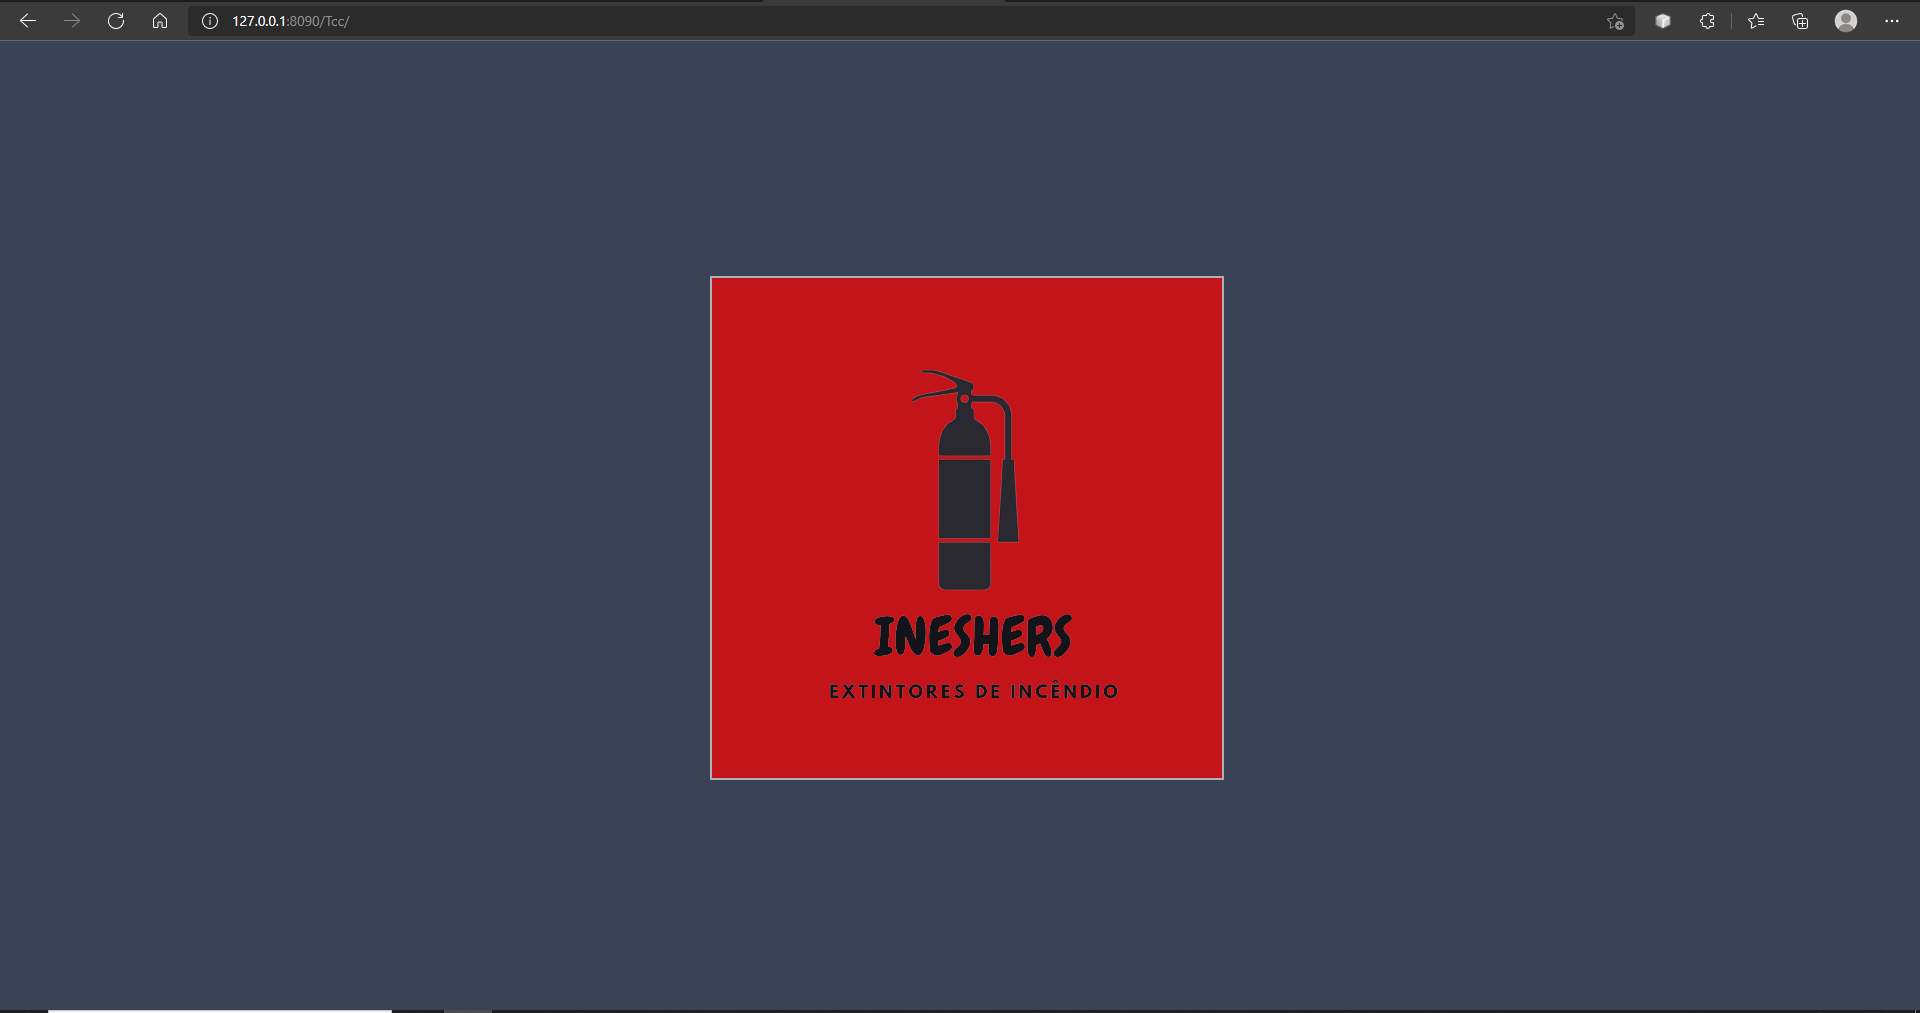 127.0.0.1:8090/Tcc/
INESHERS
EXTINTORES DE INCÊNDIO